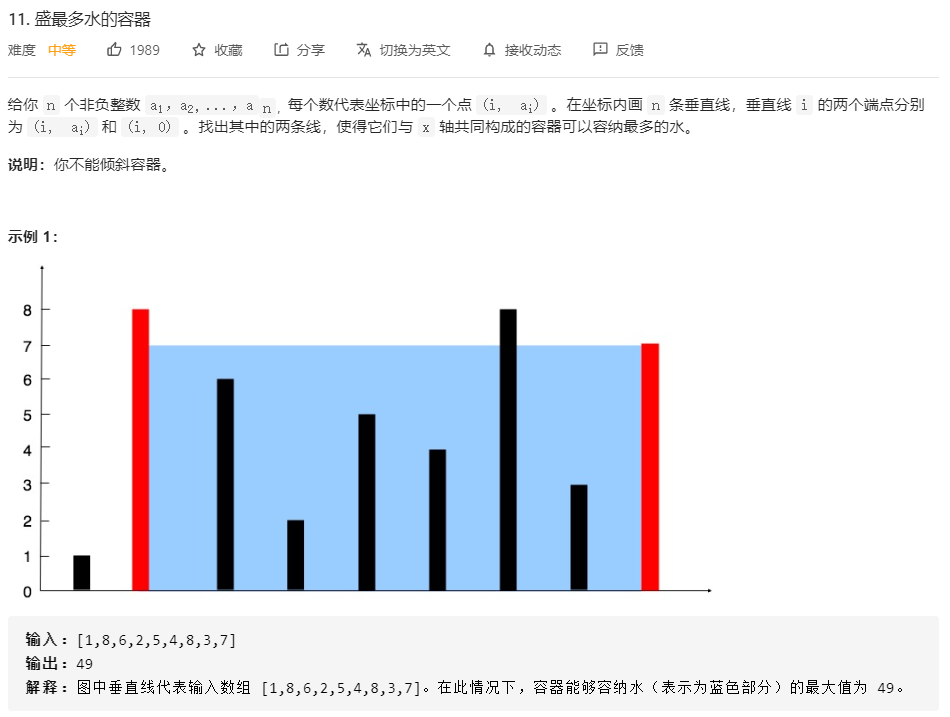 11. 盛最多水的容器
难度 中等 1989 收藏 分享 切换为英文 接收动态 反馈
给你 n 个非负整数 a1，a2,...，a n，每个数代表坐标中的一个点 (i, ai) 。在坐标内画 n 条垂直线，垂直线 i 的两个端点分别
为 (i, ai) 和 (i, 0) 。找出其中的两条线，使得它们与 x 轴共同构成的容器可以容纳最多的水。
说明：你不能倾斜容器。
示例 1：
8
7
6
5
4
3
2
1
0
输入：[1,8,6,2,5,4,8,3,7]
输出：49
解释：图中垂直线代表输入数组 [1,8,6,2,5,4,8,3,7]。在此情况下，容器能够容纳水（表示为蓝色部分）的最大值为 49。